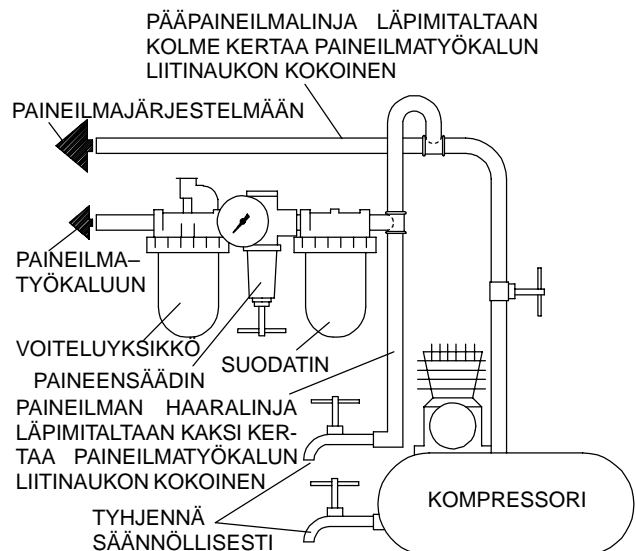 PÄÄPAINEILMALINJA LÄPIMITALTAAN
KOLME KERTAA PAINEILMATYÖKALUN
LIITINAUKON KOKOINEN
PAINEILMAJÄRJESTELMÄÄN
PAINEILMA–
TYÖKALUUN
VOITELUYKSIKKÖ
SUODATIN
PAINEENSÄÄDIN
PAINEILMAN HAARALINJA
LÄPIMITALTAAN KAKSI KER-
TAA PAINEILMATYÖKALUN
LIITINAUKON KOKOINEN
KOMPRESSORI
TYHJENNÄ
SÄÄNNÖLLISESTI